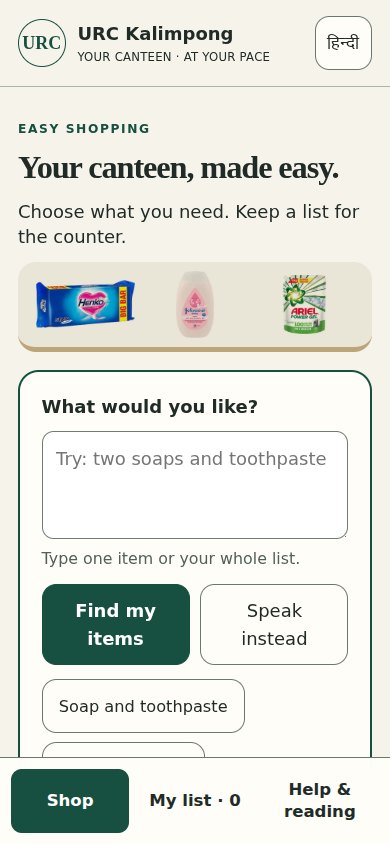 URC
URC Kalimpong
YOUR CANTEEN · AT YOUR PACE
हिन्दी
EASY SHOPPING
Your canteen, made easy.
Choose what you need. Keep a list for
the counter.
Henko
BIG BAR
Johnson's
ARIEL
POWER GEL
What would you like?
Try: two soaps and toothpaste
Type one item or your whole list.
Find my
items
Speak
instead
Soap and toothpaste
Shop
My list · 0
Help &
reading